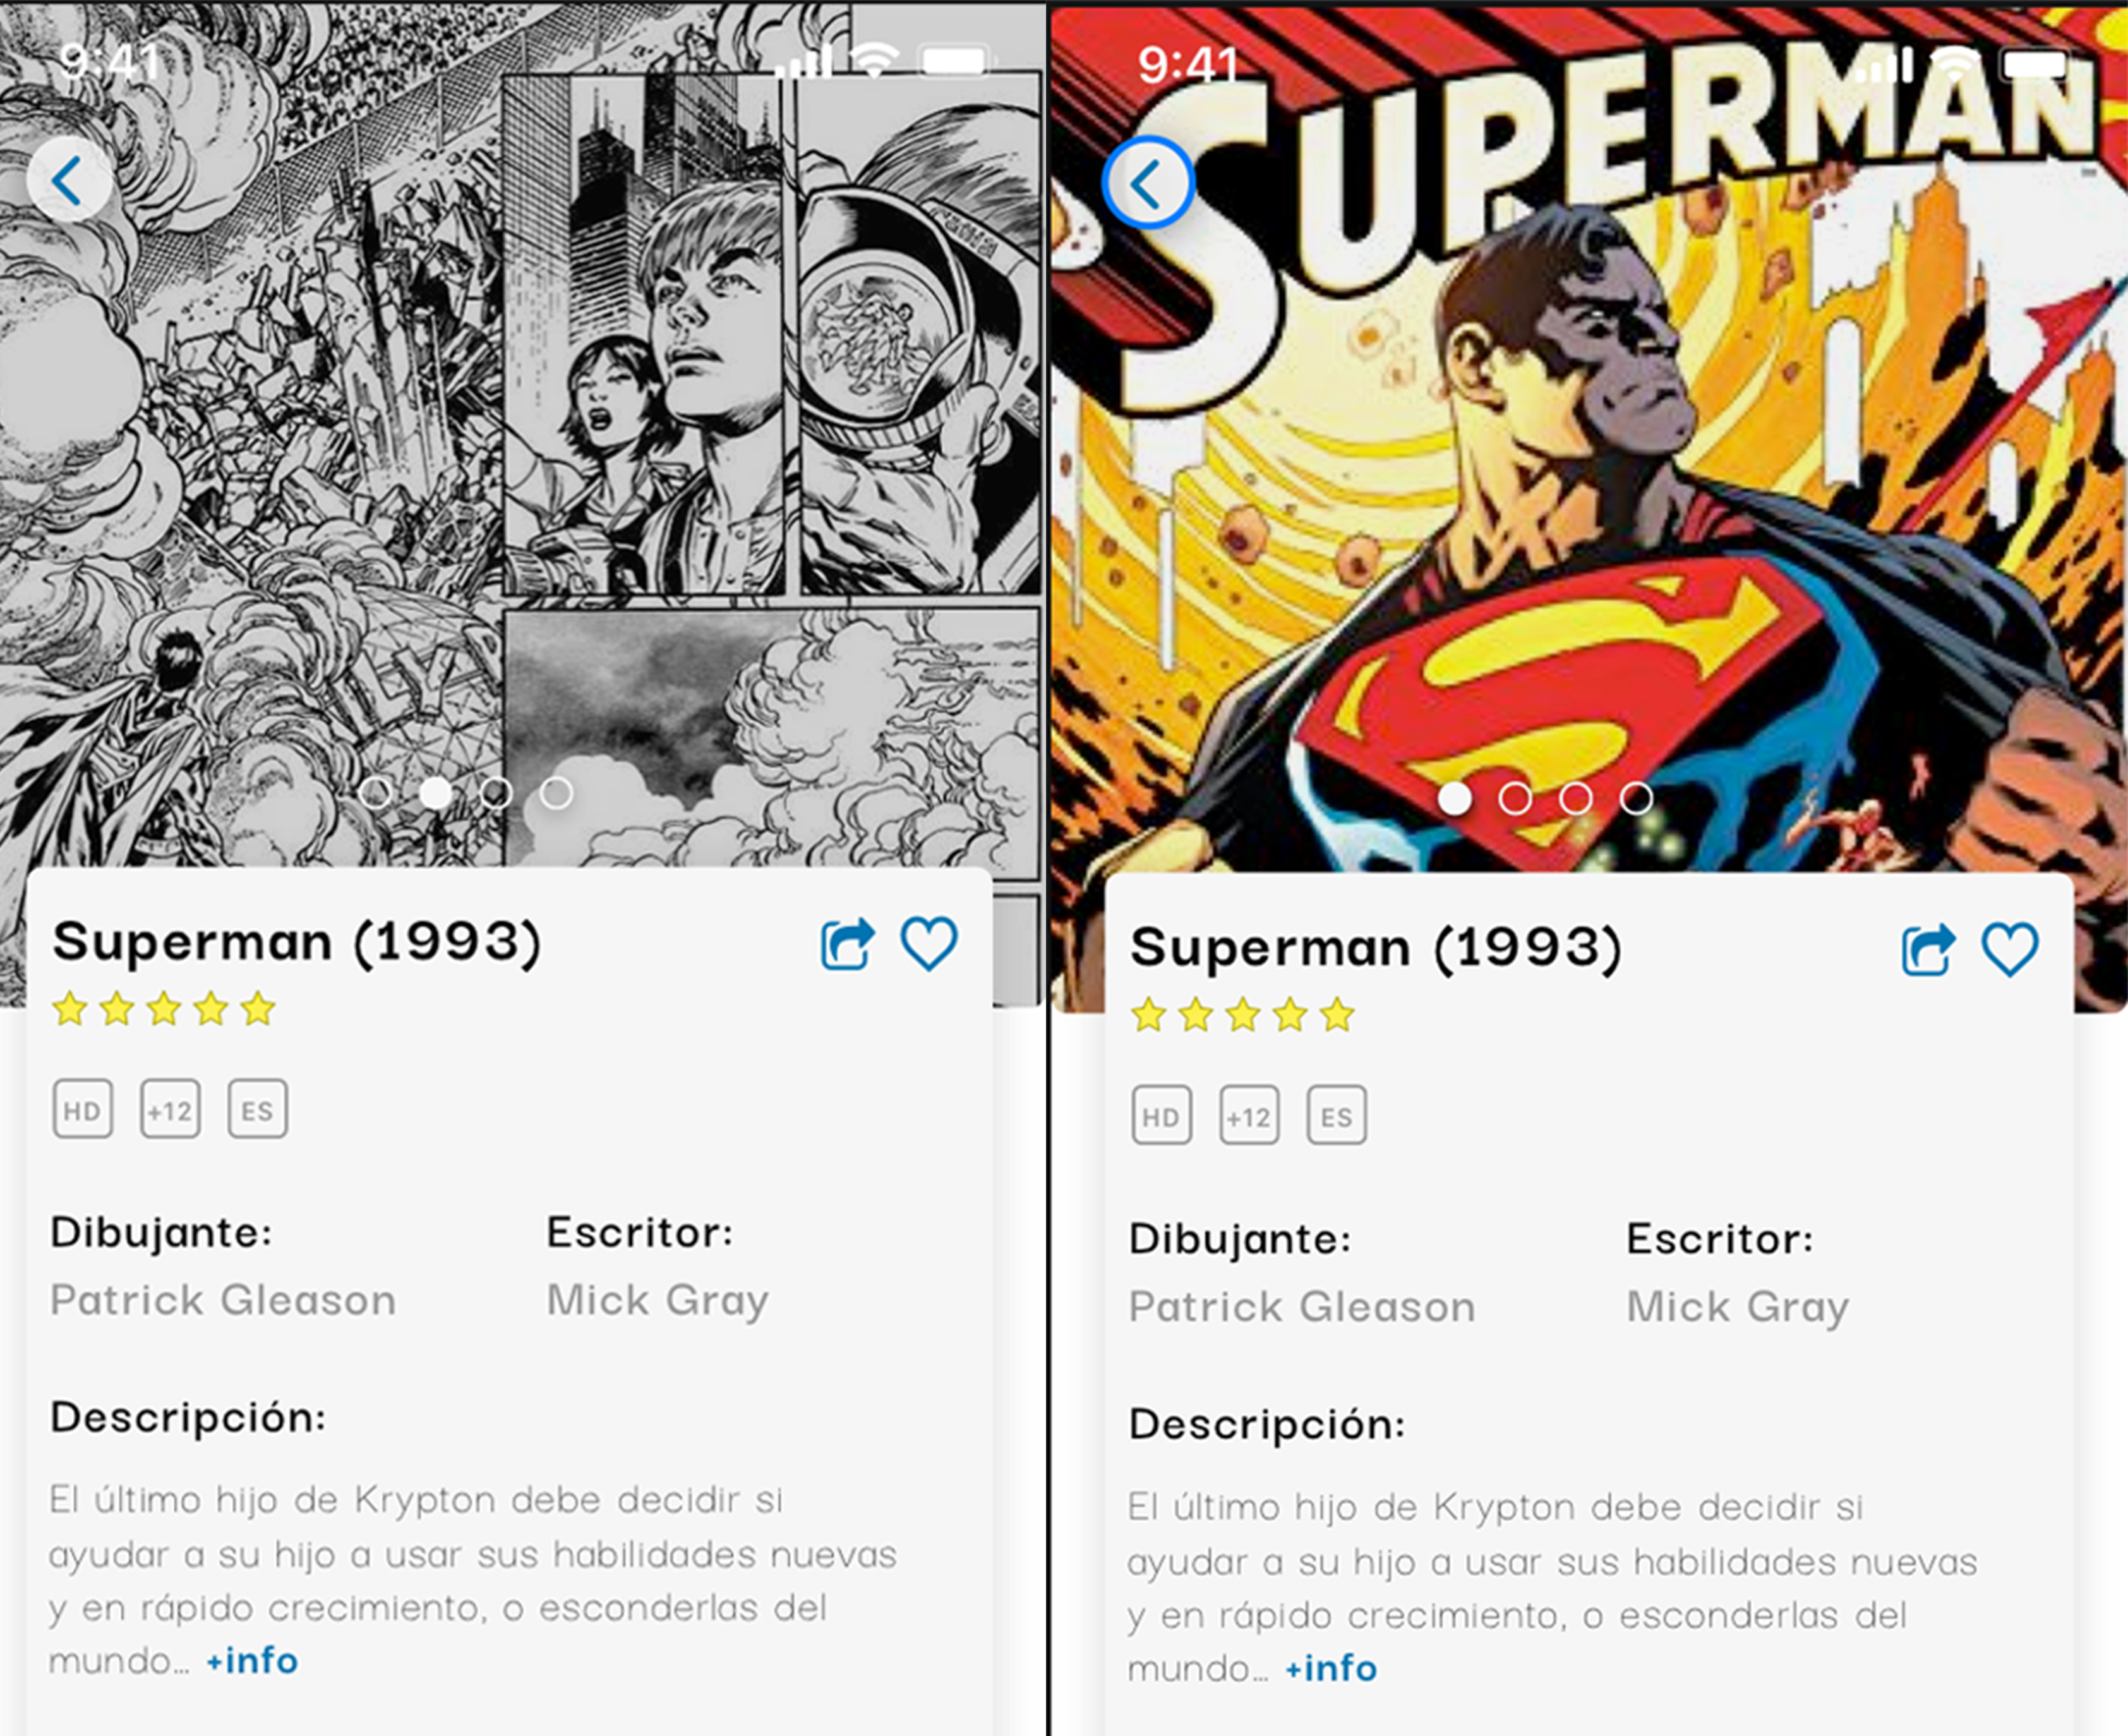 9:41
Superman (1993)
HD +12 ES
Dibujante: Escritor:
Patrick Gleason Mick Gray
Descripción:
El último hijo de Krypton debe decidir si
ayudar a su hijo a usar sus habilidades nuevas
y en rápido crecimiento, o esconderlas del
mundo... +info
9:41
SUPERMAN
S
Superman (1993)
HD +12 ES
Dibujante: Escritor:
Patrick Gleason Mick Gray
Descripción:
El último hijo de Krypton debe decidir si
ayudar a su hijo a usar sus habilidades nuevas
y en rápido crecimiento, o esconderlas del
mundo... +info